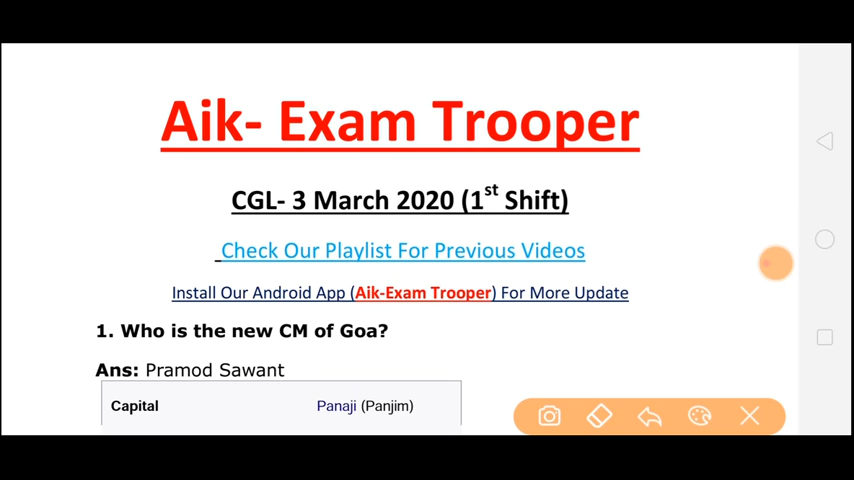 Aik- Exam Trooper
CGL- 3 March 2020 (1st Shift)
Check Our Playlist For Previous Videos
Install Our Android App (Aik-Exam Trooper) For More Update
1. Who is the new CM of Goa?
Ans: Pramod Sawant
Capital Panaji (Panjim)